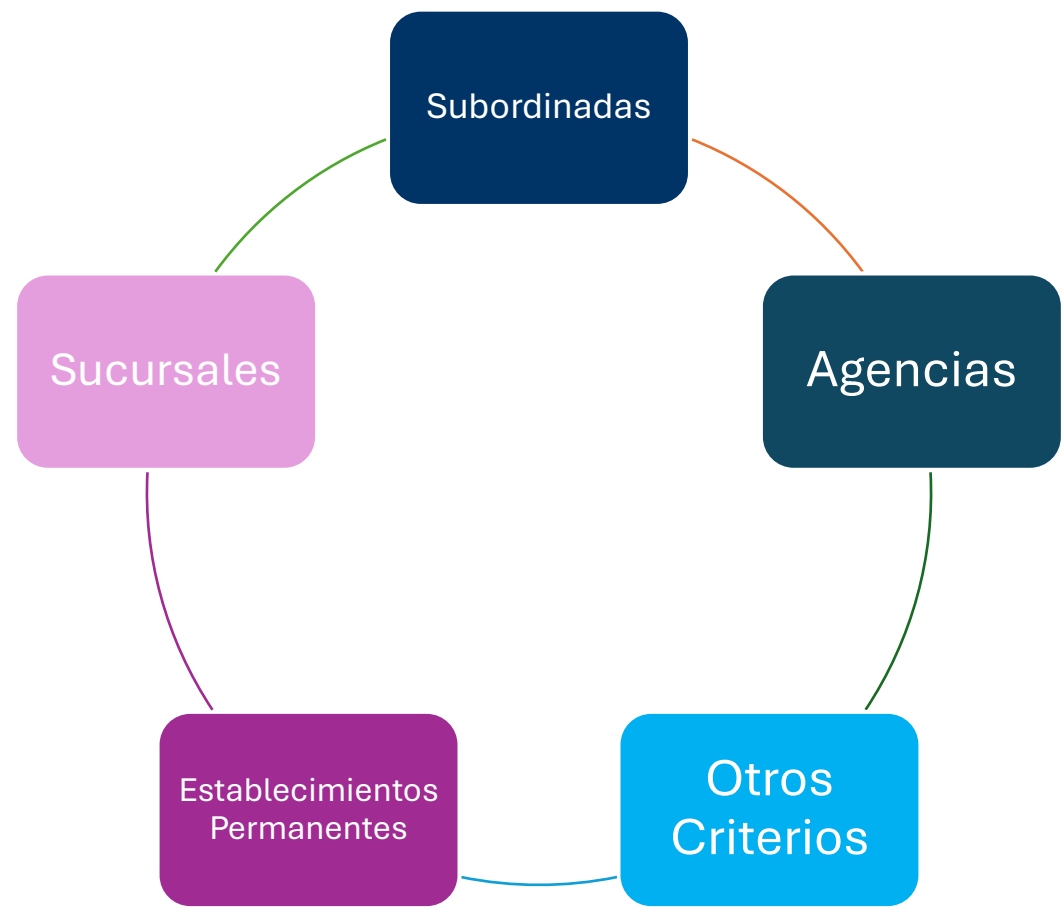 Subordinadas
Agencias
Otros
Criterios
Establecimientos
Permanentes
Sucursales